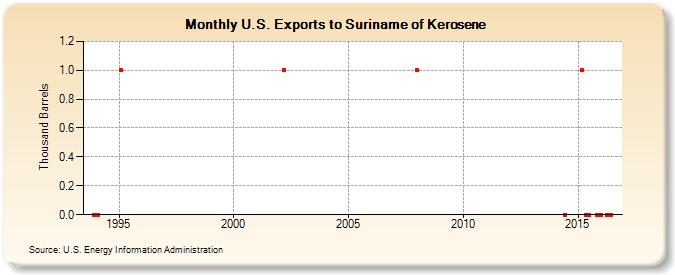 Monthly U.S. Exports to Suriname of Kerosene
Thousand Barrels
1.2
1.0
0.8
0.6
0.4
0.2
0.0
1995 2000 2005 2010 2015
Source: U.S. Energy Information Administration